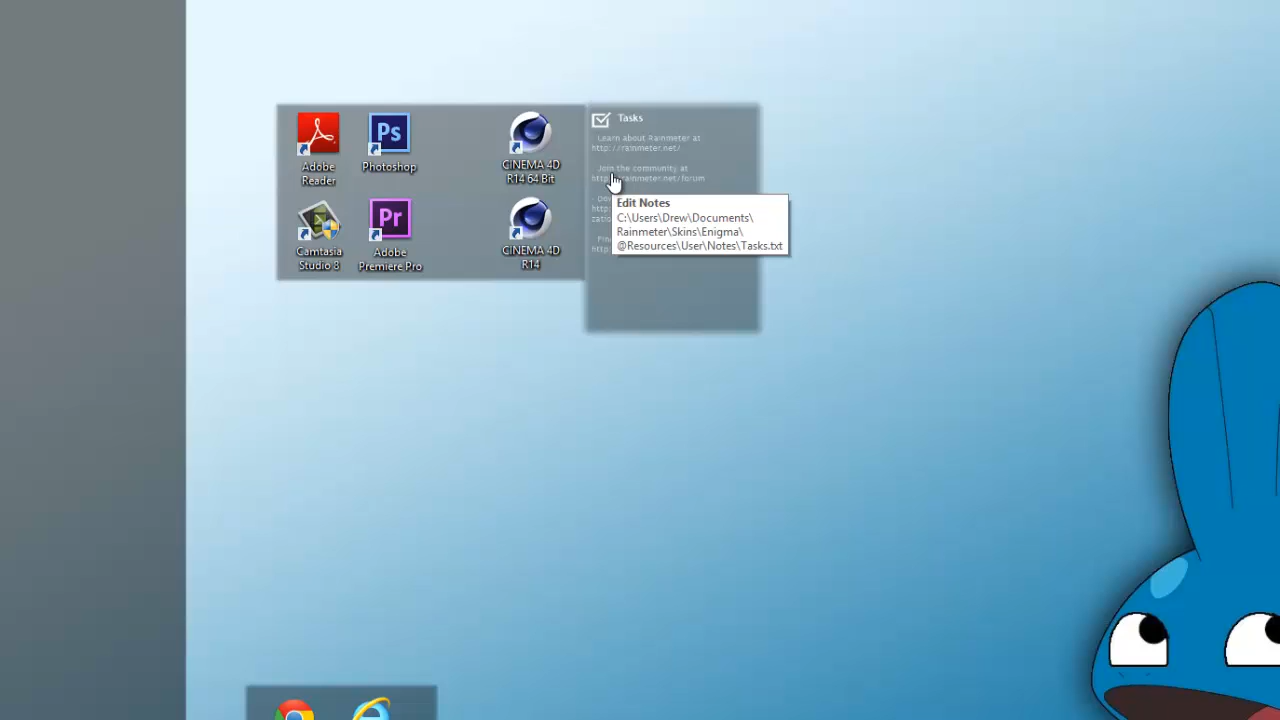 Adobe
Reader
Photoshop
CINEMA 4D
R14 64 Bit
Camtasia
Studio 8
Adobe
Premiere Pro
CINEMA 4D
R14
Tasks
Learn about Rainmeter at
http://rainmeter.net/
Join the community at
rainmeter.net/forum
Edit Notes
C:\Users\Drew\Documents\
Rainmeter\Skins\Enigma\
@Resources\User\Notes\Tasks.txt